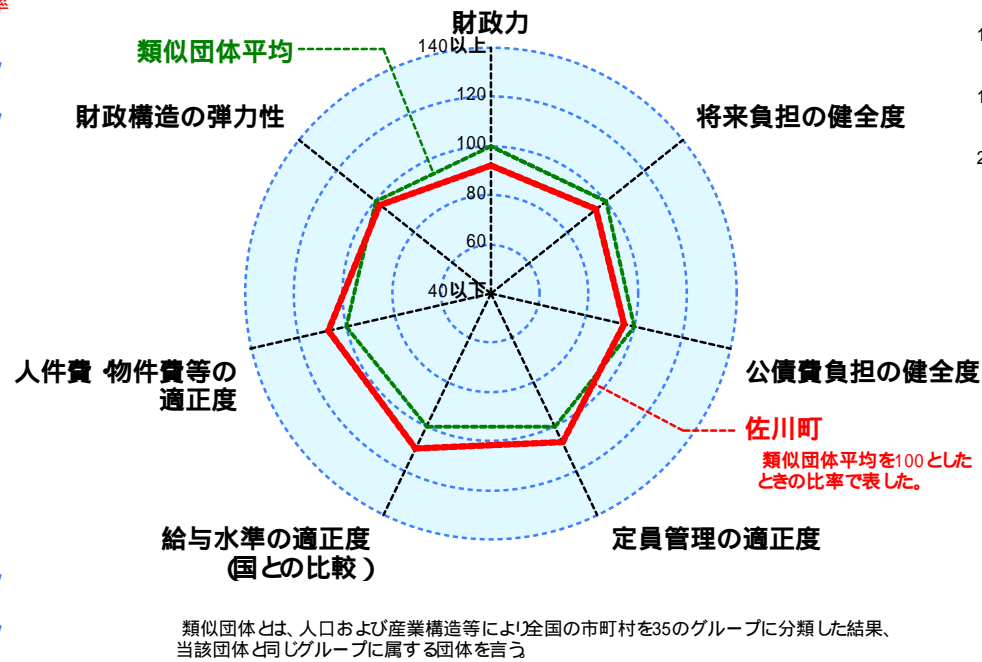 率
財政力
140以上
類似団体平均
120
財政構造の弾力性
将来負担の健全度
100
80
60
40以下
人件費・物件費等の
適正度
公債費負担の健全度
佐川町
類似団体平均を100とした
ときの比率で表した。
給与水準の適正度
(国との比較)
定員管理の適正度
類似団体とは、人口および産業構造等により全国の市町村を35のグループに分類した結果、
当該団体と同じグループに属する団体を言う。